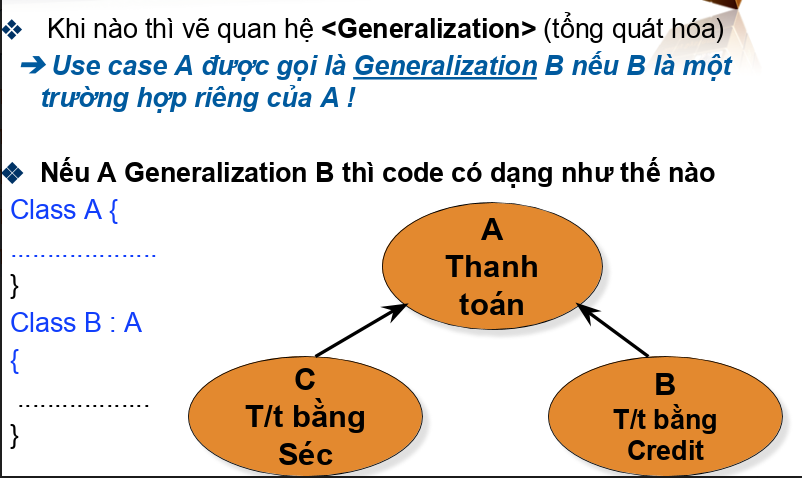 Khi nào thì vẽ quan hệ <Generalization> (tổng quát hóa)
➔ Use case A được gọi là Generalization B nếu B là một
trường hợp riêng của A !
Nếu A Generalization B thì code có dạng như thế nào
Class A {
....................
}
Class B : A
{
..................
}
A
Thanh
toán
C
T/t bằng
Séc
B
T/t bằng
Credit